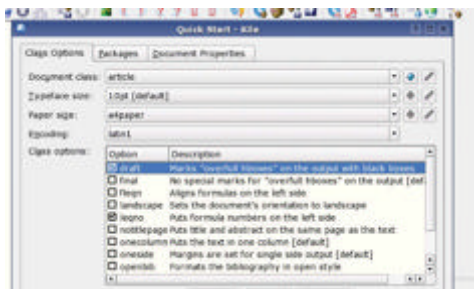 Quick Start - Kile
Class Options Packages Document Properties
Document class: article
Typeface size: 10pt [default]
Paper size: a4paper
Encoding: latin1
Class options: Option Description
draft Marks "overfull hboxes" on the output with black boxes
final No special marks for "overfull hboxes" on the output [def
fleqn Aligns formulas on the left side
landscape Sets the document's orientation to landscape
leqno Puts formula numbers on the left side
notitlepage Puts title and abstract on the same page as the text
onecolumn Puts the text in one column [default]
oneside Margins are set for single side output [default]
openbib Formats the bibliography in open style